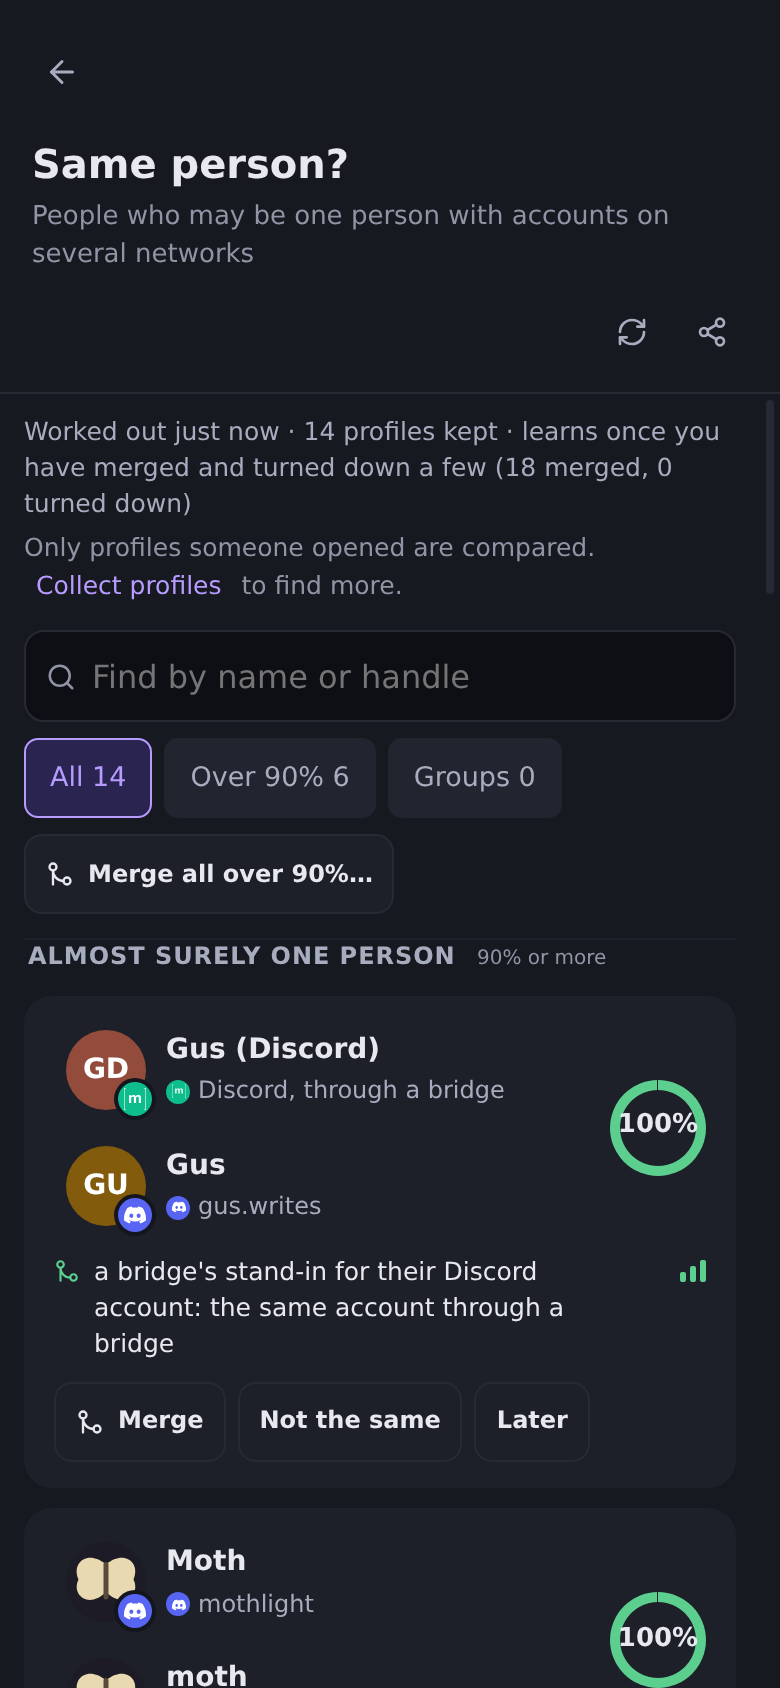 Same person?
People who may be one person with accounts on
several networks
Worked out just now · 14 profiles kept · learns once you
have merged and turned down a few (18 merged, 0
turned down)
Only profiles someone opened are compared.
Collect profiles to find more.
Find by name or handle
All 14
Over 90% 6
Groups 0
Merge all over 90%…
ALMOST SURELY ONE PERSON 90% or more
GD
[m]
Gus (Discord)
[m] Discord, through a bridge
100%
GU
Gus
gus.writes
a bridge's stand-in for their Discord
account: the same account through a
bridge
Merge
Not the same
Later
Moth
mothlight
100%
moth